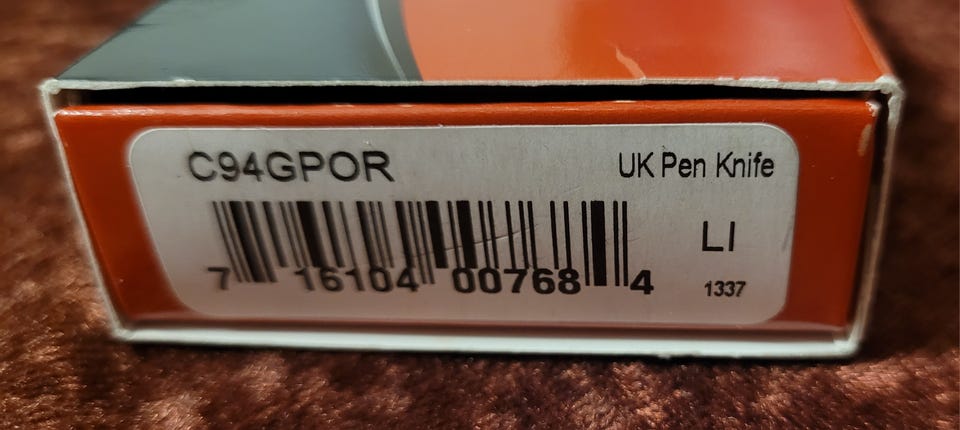 C94GPOR
UK Pen Knife
7 16104 00768 4
LI
1337